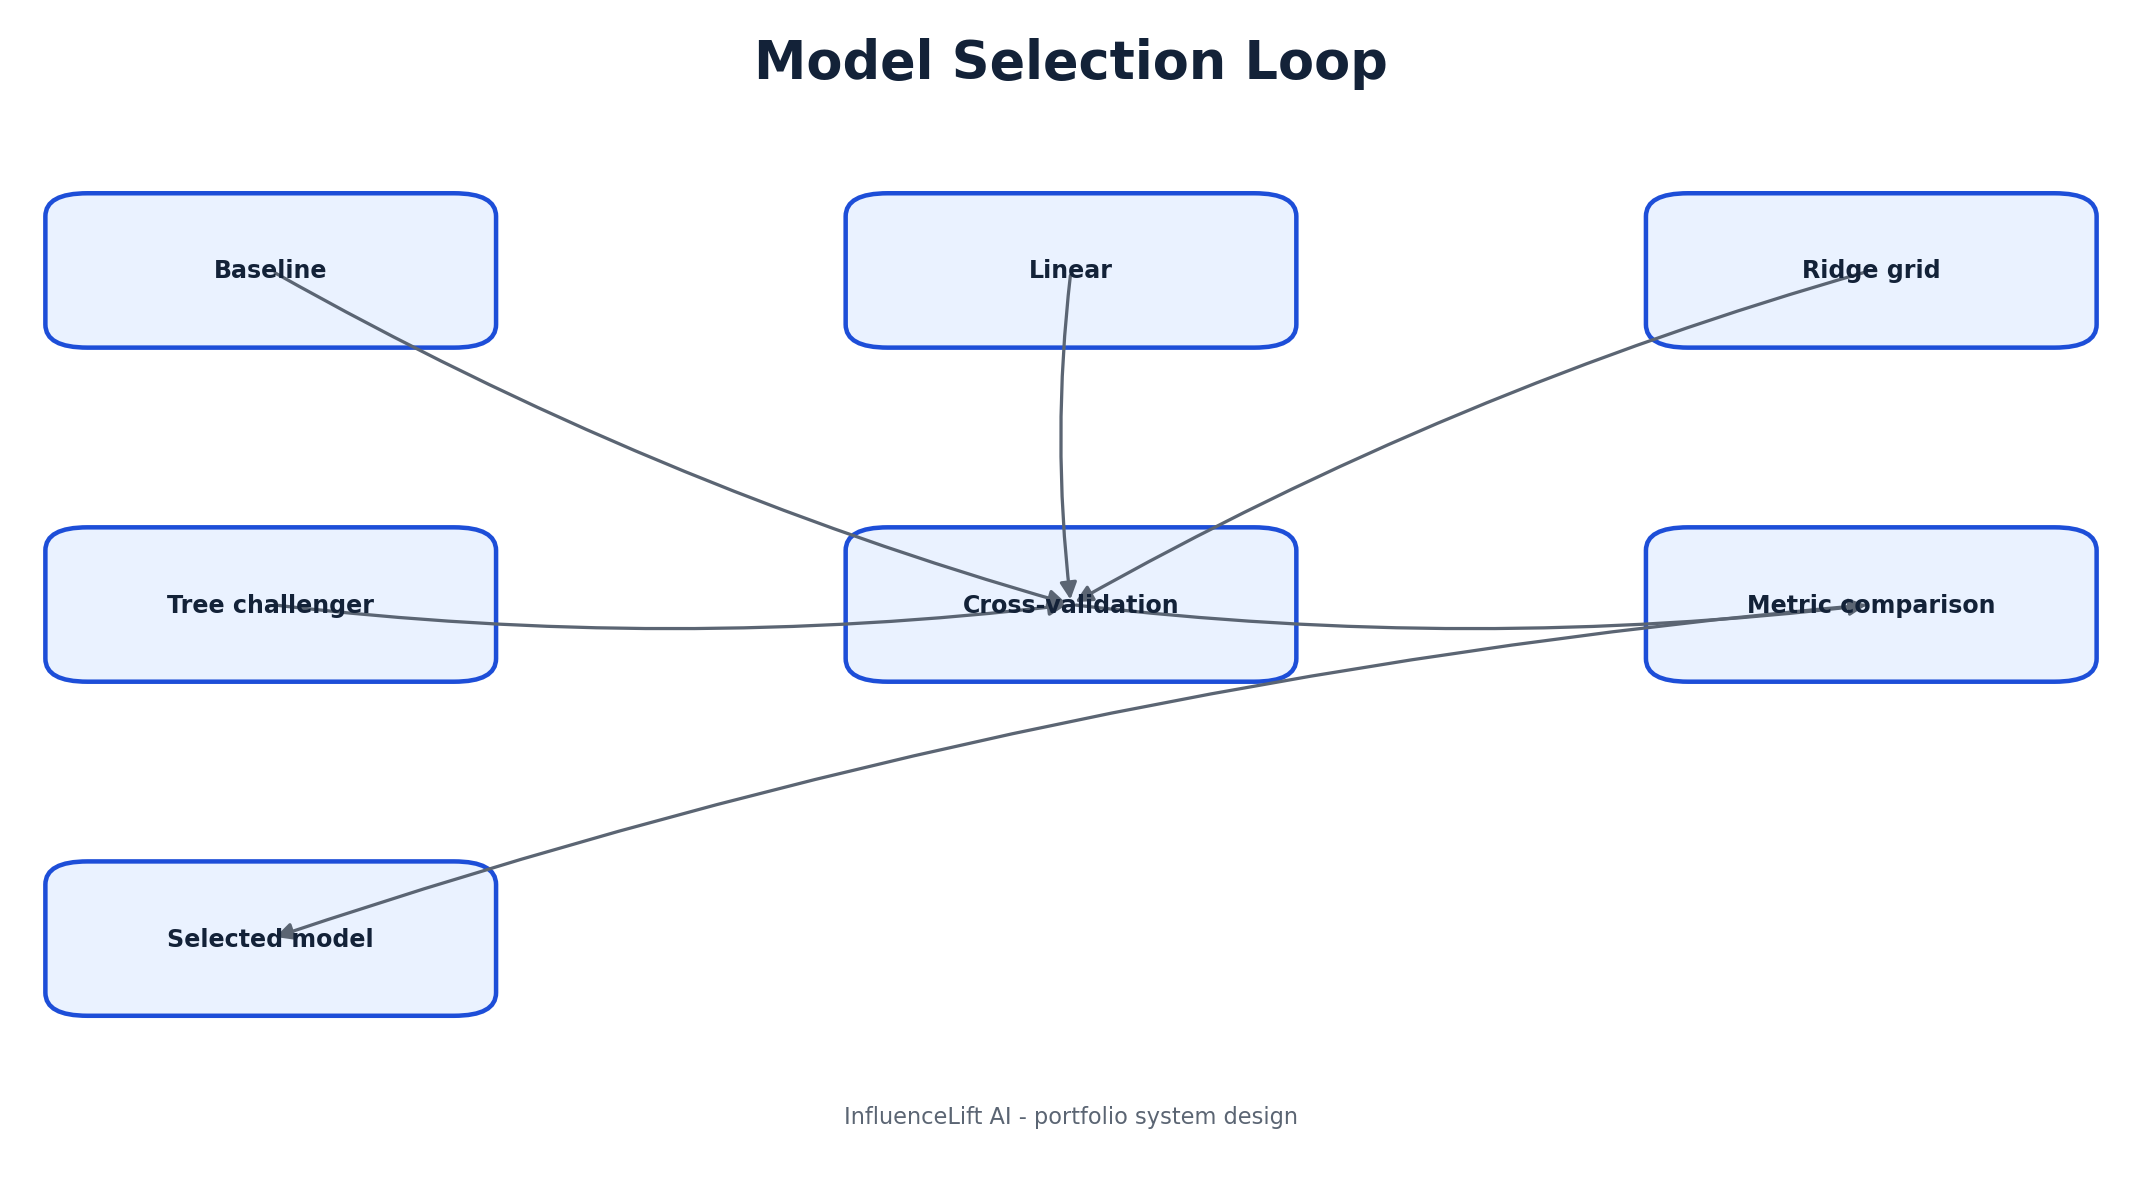 Model Selection Loop
Baseline
Linear
Ridge grid
Tree challenger
Cross-validation
Metric comparison
Selected model
InfluenceLift AI - portfolio system design